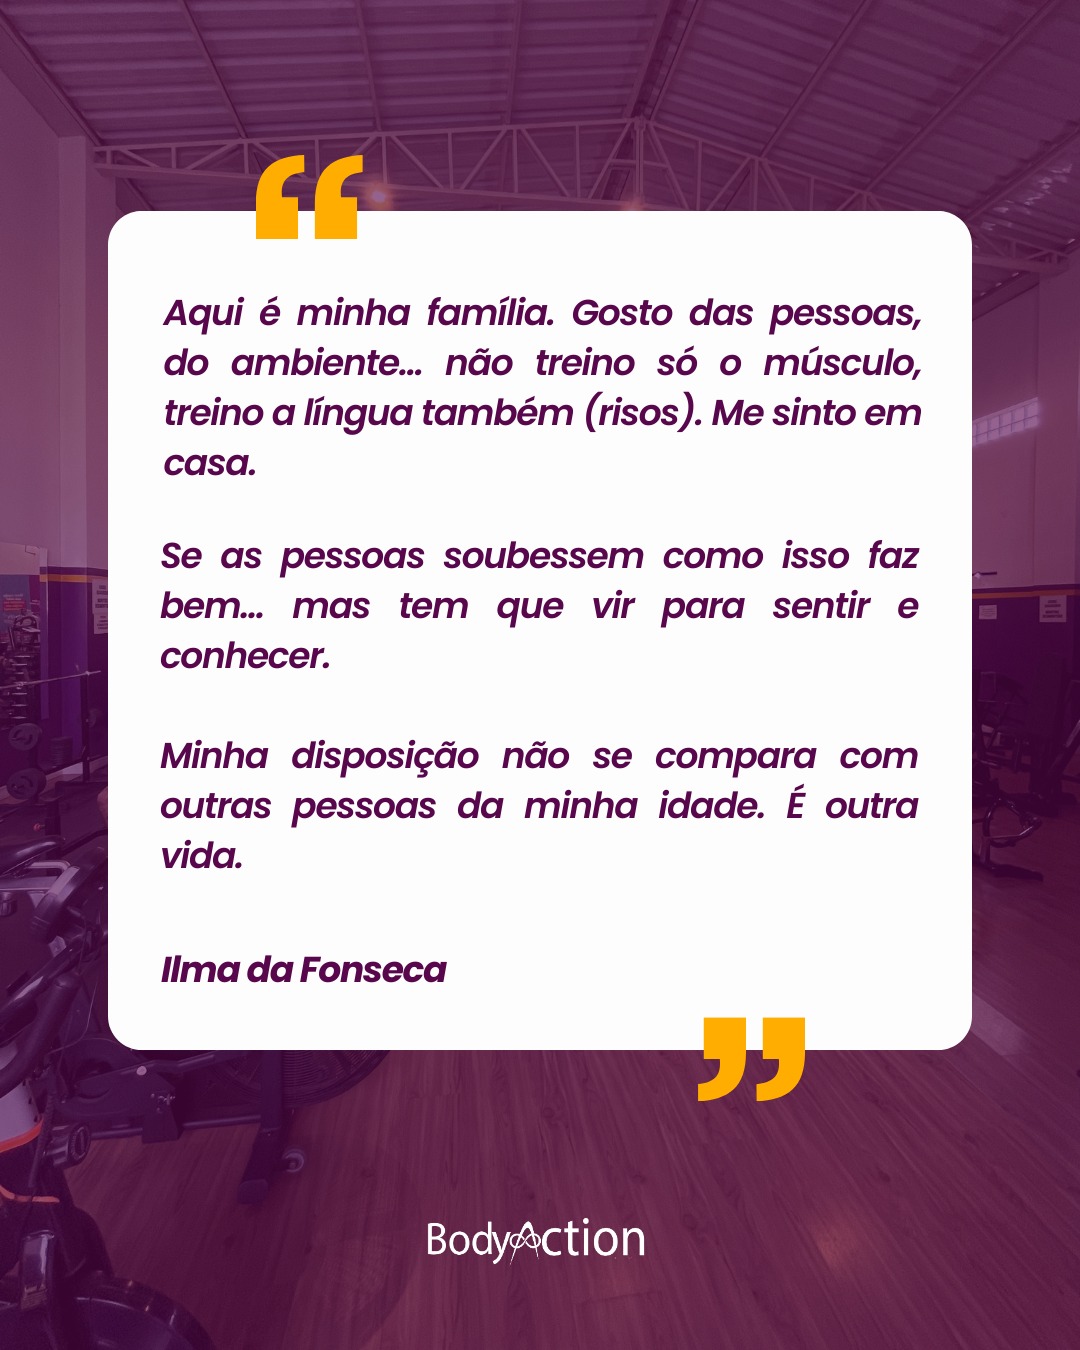 “
Aqui é minha família. Gosto das pessoas,
do ambiente... não treino só o músculo,
treino a língua também (risos). Me sinto em
casa.
Se as pessoas soubessem como isso faz
bem... mas tem que vir para sentir e
conhecer.
Minha disposição não se compara com
outras pessoas da minha idade. É outra
vida.
Ilma da Fonseca
”
BodyAction